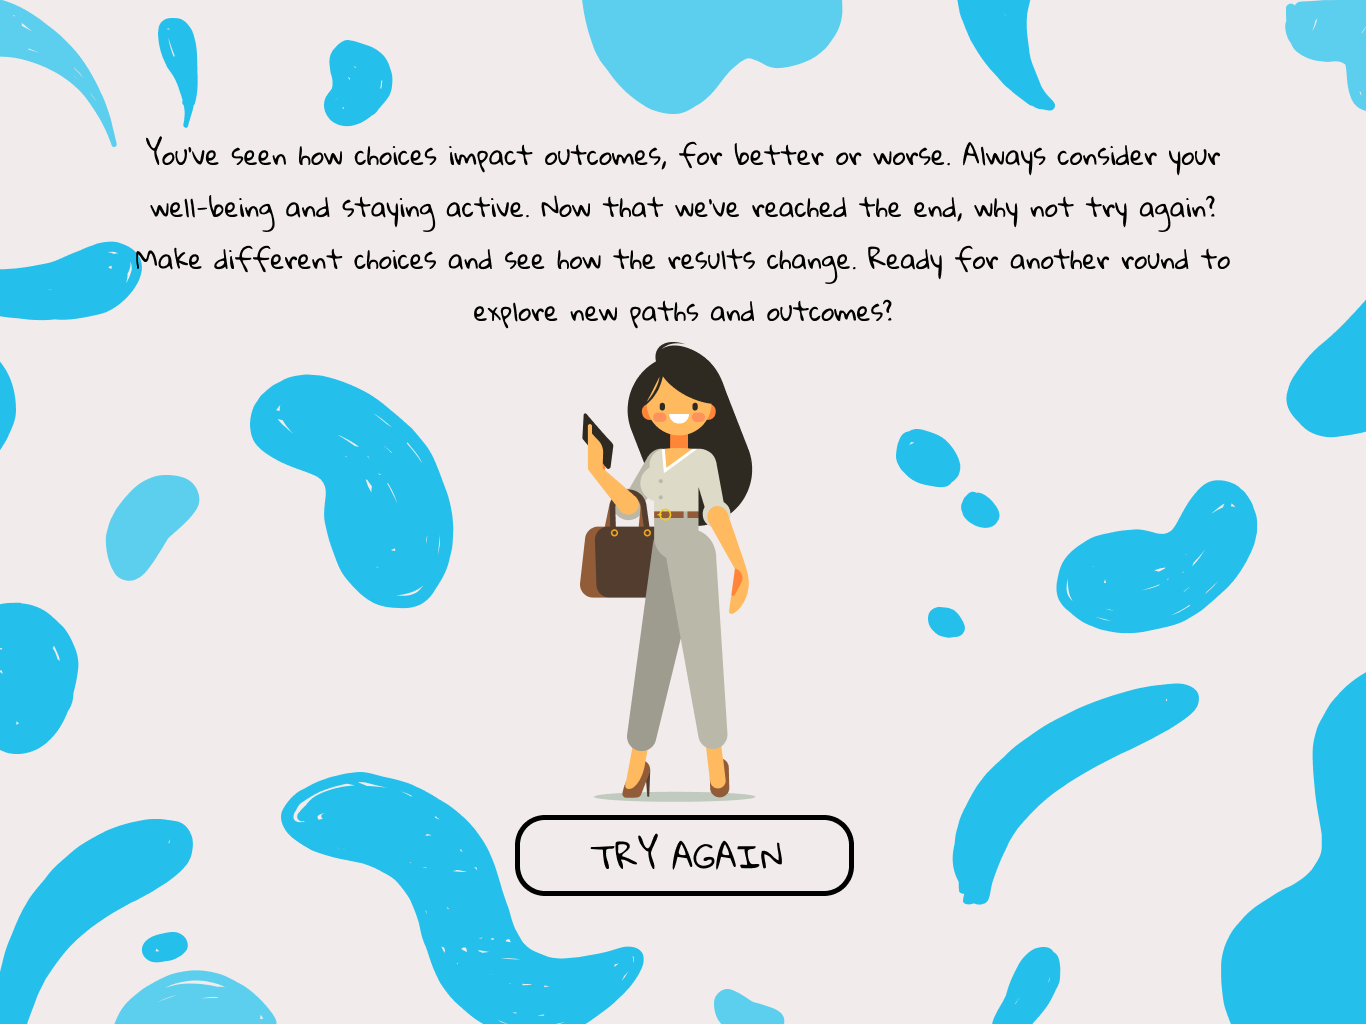 You've seen how choices impact outcomes, for better or worse. Always consider your
well-being and staying active. Now that we've reached the end, why not try again?
Make different choices and see how the results change. Ready for another round to
explore new paths and outcomes?
TRY AGAIN